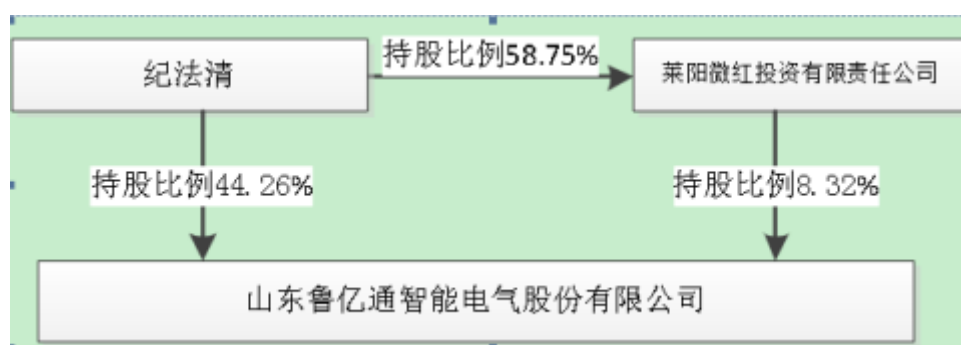 纪法清
持股比例58.75%
莱阳微红投资有限责任公司
持股比例44.26%
持股比例8.32%
山东鲁亿通智能电气股份有限公司